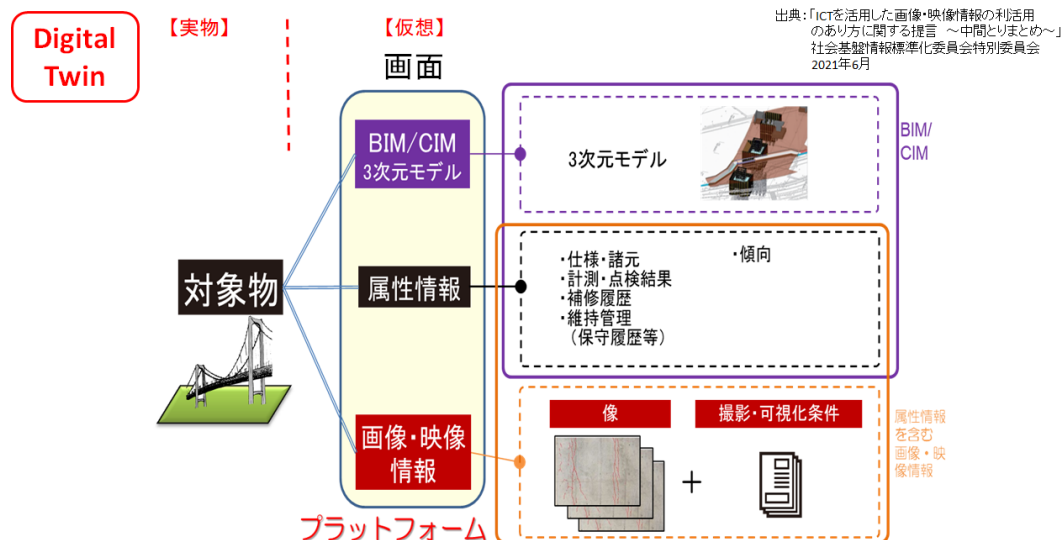 Digital
Twin
【実物】
【仮想】
出典:「ICTを活用した画像・映像情報の利活用
のあり方に関する提言 ~中間とりまとめ~」
社会基盤情報標準化委員会特別委員会
2021年6月
画面
BIM/CIM
3次元モデル
3次元モデル
BIM/
CIM
対象物
属性情報
・仕様・諸元
・計測・点検結果
・補修履歴
・維持管理
(保守履歴等)
・傾向
画像・映像
情報
像
撮影・可視化条件
+
属性情報
を含む
画像・映
像情報
プラットフォーム